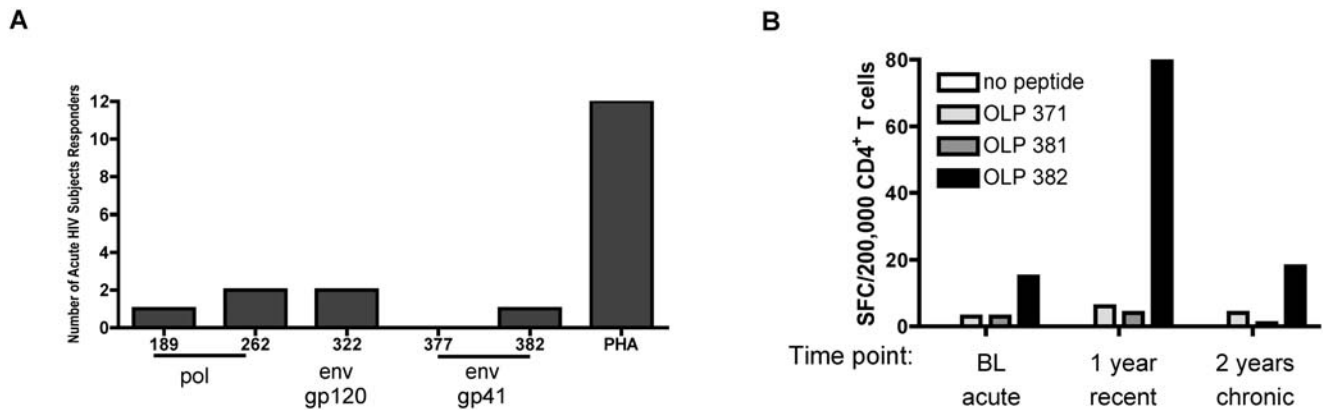 A
Number of Acute HIV Subjects Responders
12
10
8
6
4
2
0
189 262 322 377 382 PHA
pol env gp120 env gp41
B
SFC/200,000 CD4⁺ T cells
80
60
40
20
0
no peptide
OLP 371
OLP 381
OLP 382
Time point: BL 1 year 2 years
acute recent chronic